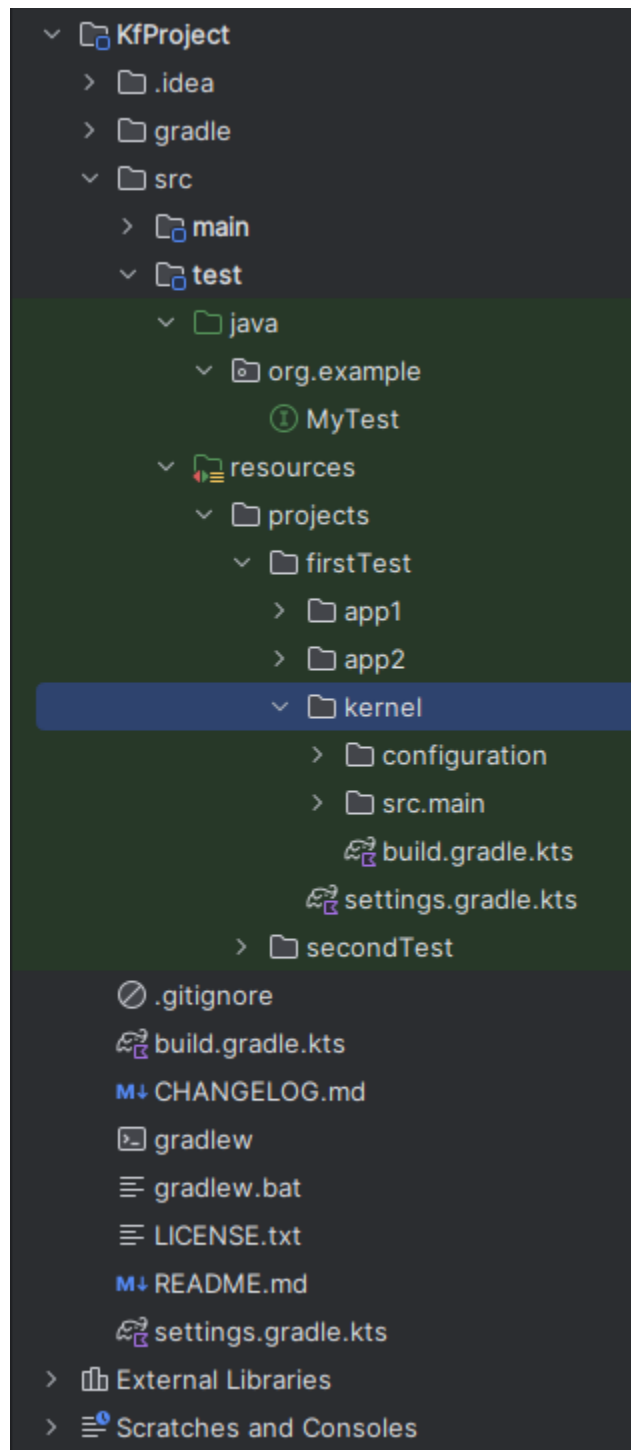 KfProject
.idea
gradle
src
main
test
java
org.example
MyTest
resources
projects
firstTest
app1
app2
kernel
configuration
src.main
build.gradle.kts
settings.gradle.kts
secondTest
.gitignore
build.gradle.kts
M↓ CHANGELOG.md
gradlew
gradlew.bat
LICENSE.txt
M↓ README.md
settings.gradle.kts
External Libraries
Scratches and Consoles